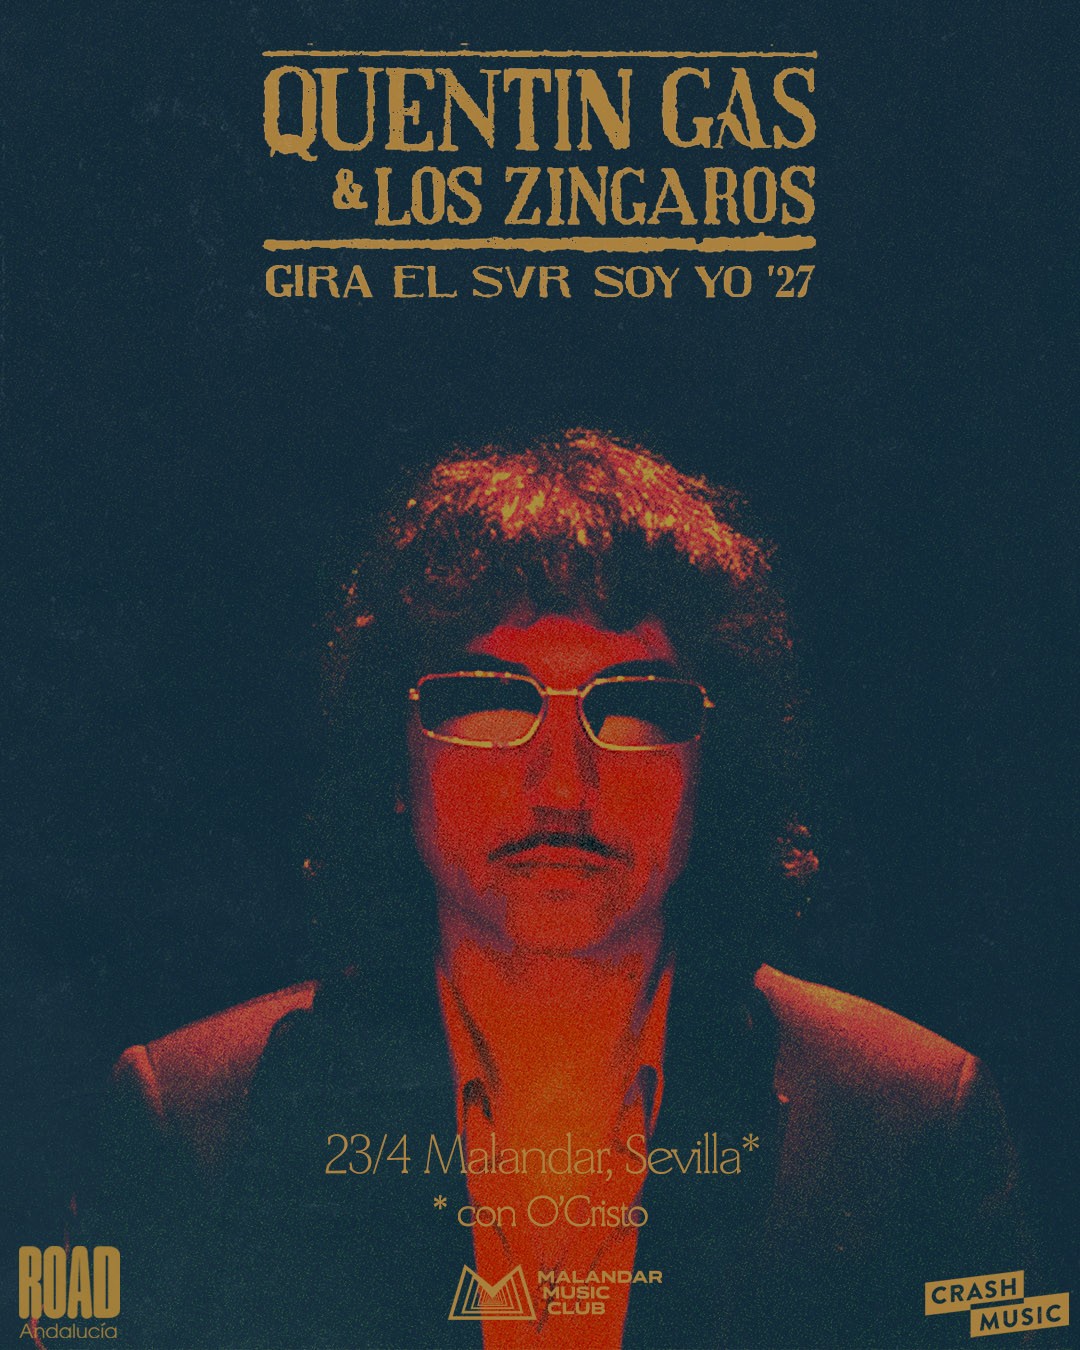 QUENTIN GAS
& LOS ZINGAROS
GIRA EL SVR SOY YO '27
23/4 Malandar, Sevilla*
* con O'Cristo
ROAD
Andalucía
MALANDAR
MUSIC
CLUB
CRASH
MUSIC